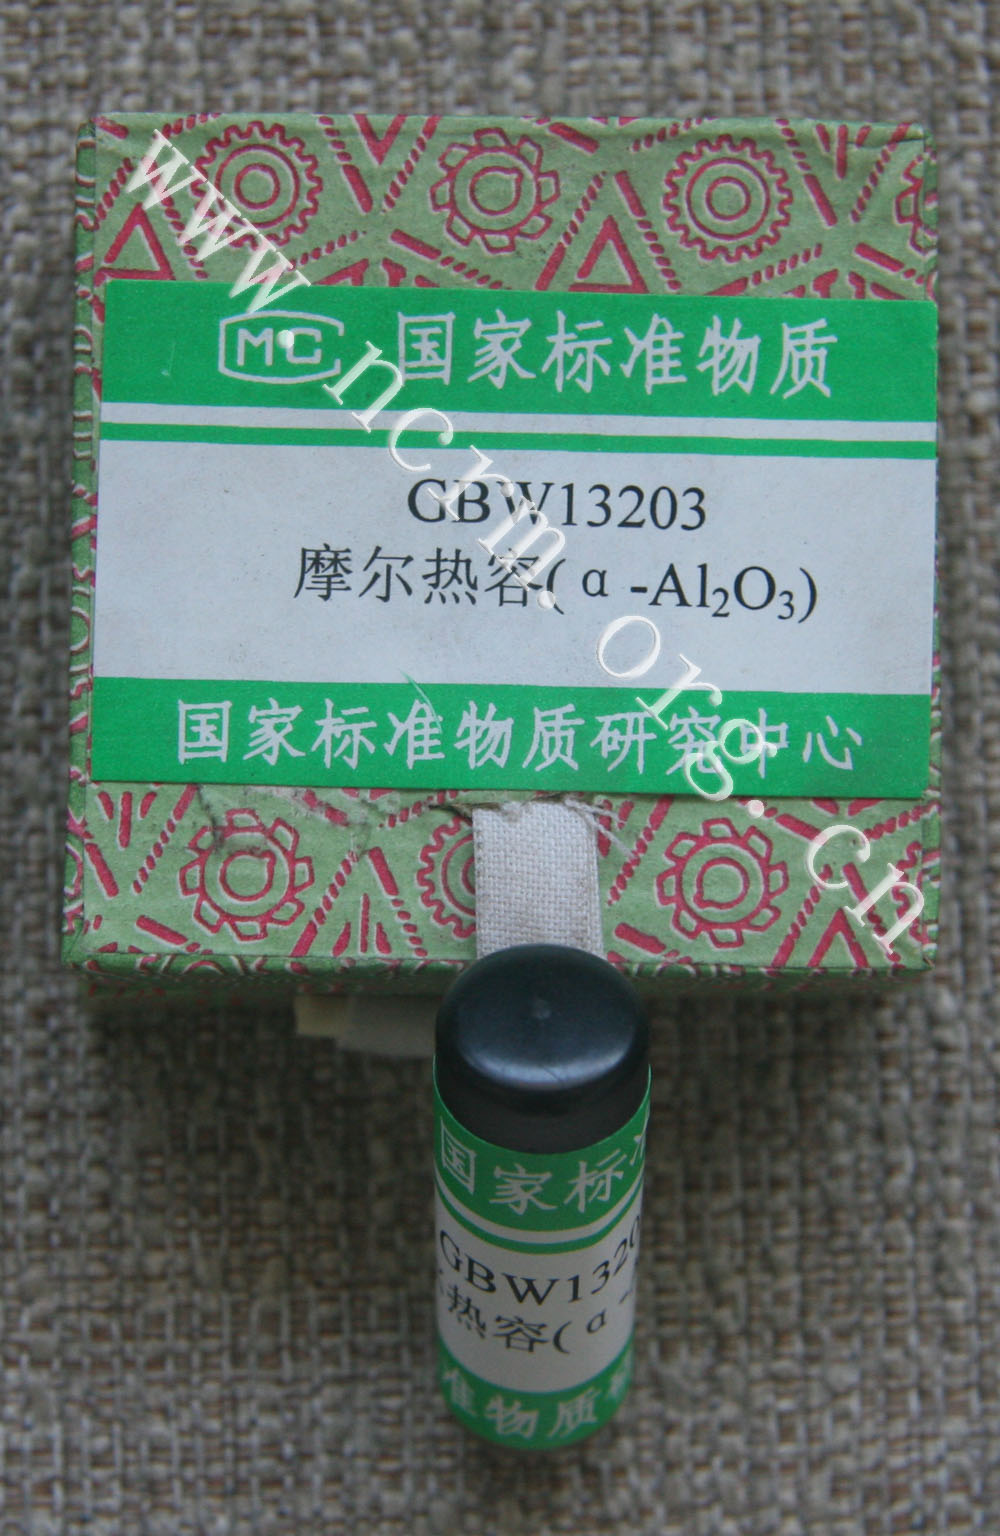 MC 国家标准物质
GBW13203
摩尔热容(α-Al₂O₃)
国家标准物质研究中心
www.ncrm.org.cn
国家标
GBW1320
热容(α
准物质